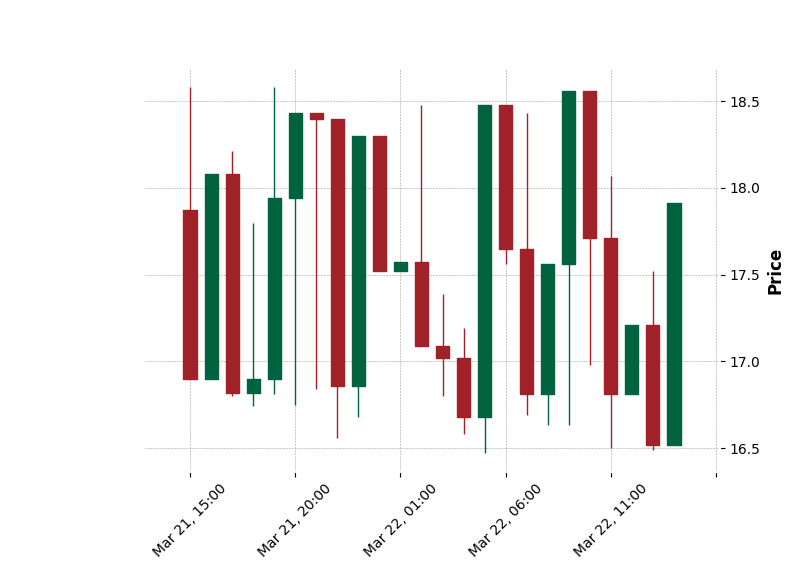 18.5
18.0
17.5
17.0
16.5
Price
Mar 21, 15:00
Mar 21, 20:00
Mar 22, 01:00
Mar 22, 06:00
Mar 22, 11:00